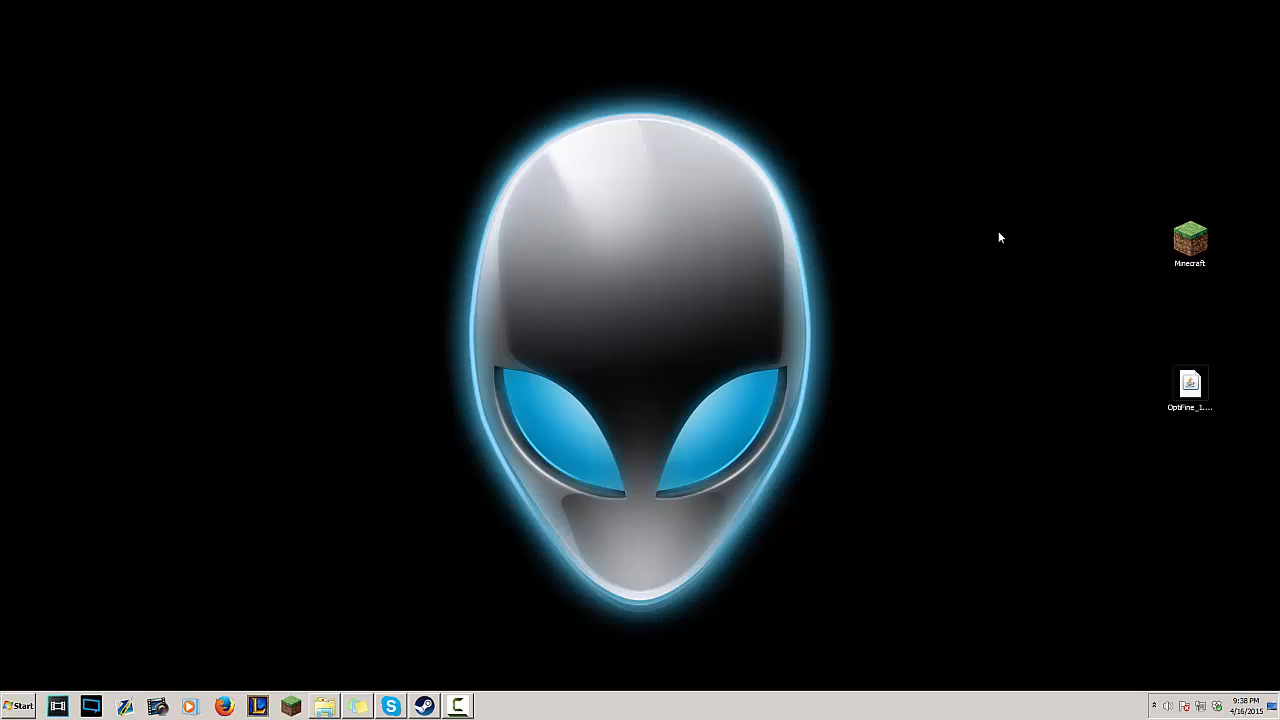 Minecraft
OptiFine_1....
Start
9:38 PM
4/16/2015